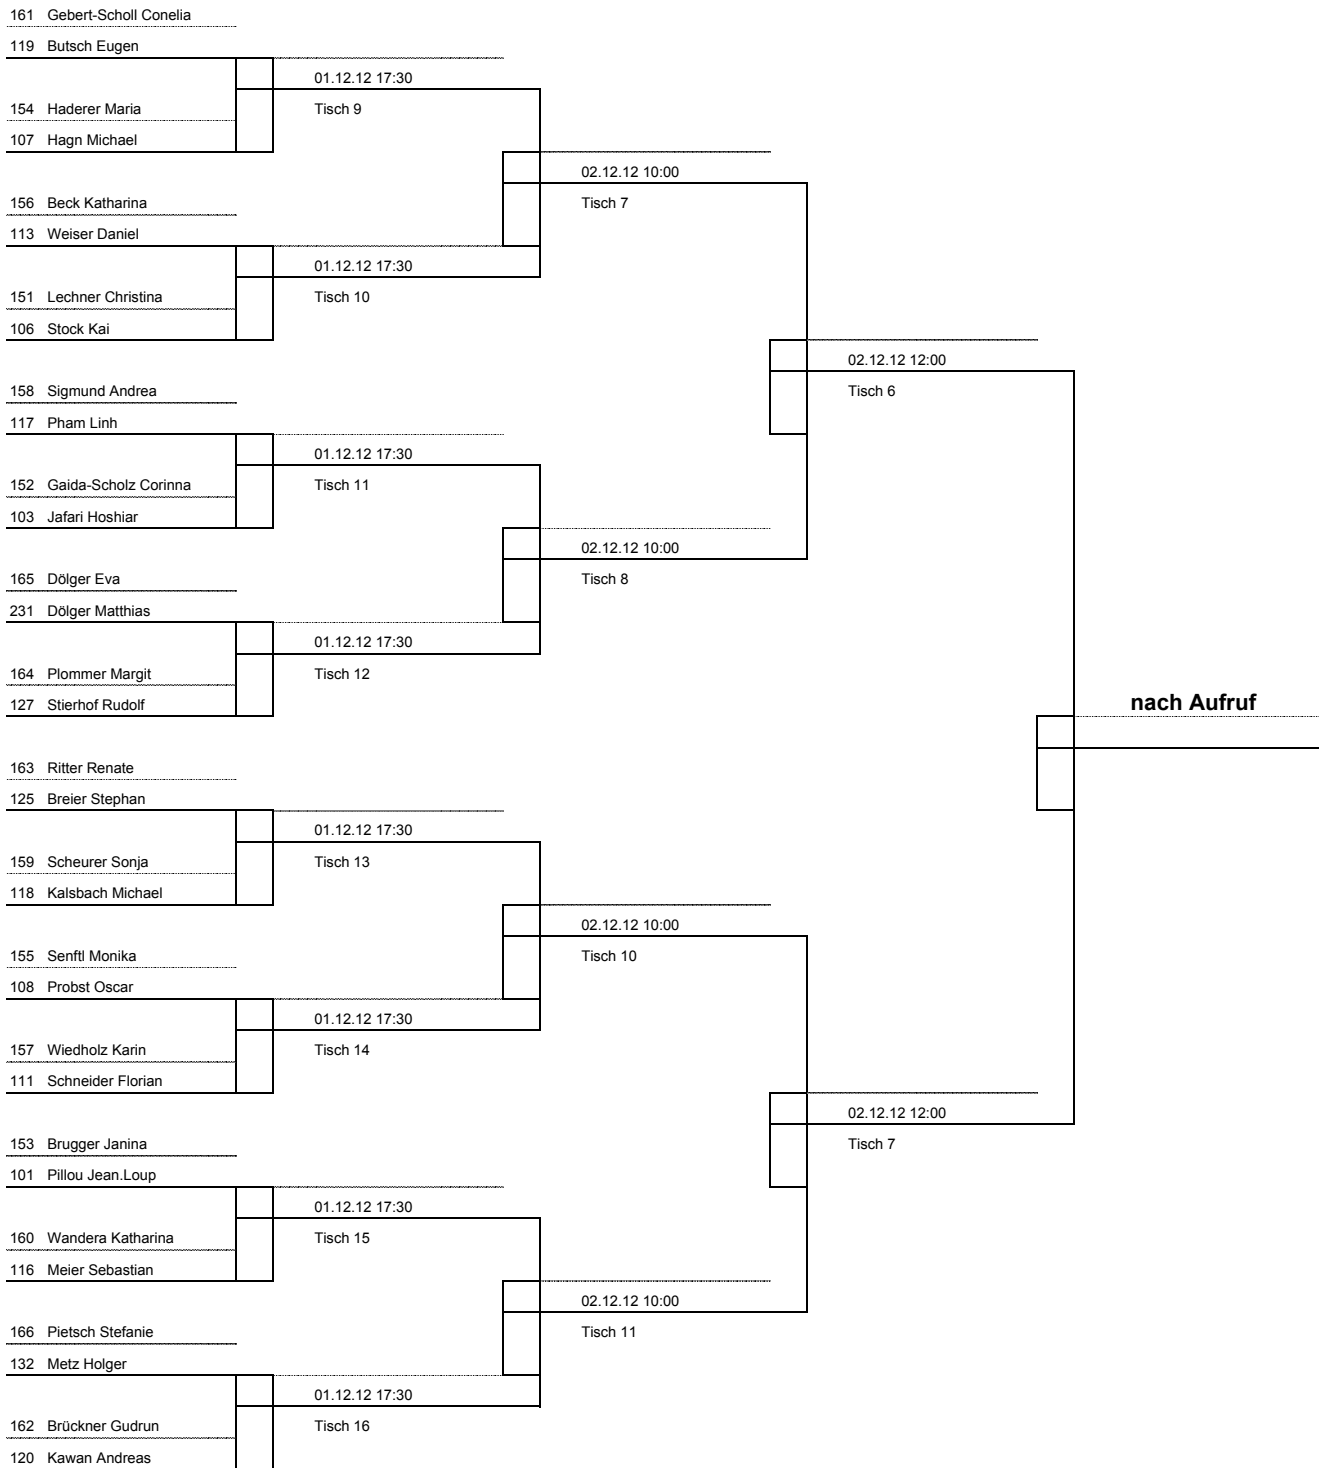 161 Gebert-Scholl Conelia
119 Butsch Eugen
01.12.12 17:30
154 Haderer Maria
Tisch 9
107 Hagn Michael
02.12.12 10:00
156 Beck Katharina
Tisch 7
113 Weiser Daniel
01.12.12 17:30
151 Lechner Christina
Tisch 10
106 Stock Kai
02.12.12 12:00
158 Sigmund Andrea
Tisch 6
117 Pham Linh
01.12.12 17:30
152 Gaida-Scholz Corinna
Tisch 11
103 Jafari Hoshiar
02.12.12 10:00
165 Dölger Eva
Tisch 8
231 Dölger Matthias
01.12.12 17:30
164 Plommer Margit
Tisch 12
127 Stierhof Rudolf
nach Aufruf
163 Ritter Renate
125 Breier Stephan
01.12.12 17:30
159 Scheurer Sonja
Tisch 13
118 Kalsbach Michael
02.12.12 10:00
155 Senftl Monika
Tisch 10
108 Probst Oscar
01.12.12 17:30
157 Wiedholz Karin
Tisch 14
111 Schneider Florian
02.12.12 12:00
153 Brugger Janina
Tisch 7
101 Pillou Jean.Loup
01.12.12 17:30
160 Wandera Katharina
Tisch 15
116 Meier Sebastian
02.12.12 10:00
166 Pietsch Stefanie
Tisch 11
132 Metz Holger
01.12.12 17:30
162 Brückner Gudrun
Tisch 16
120 Kawan Andreas